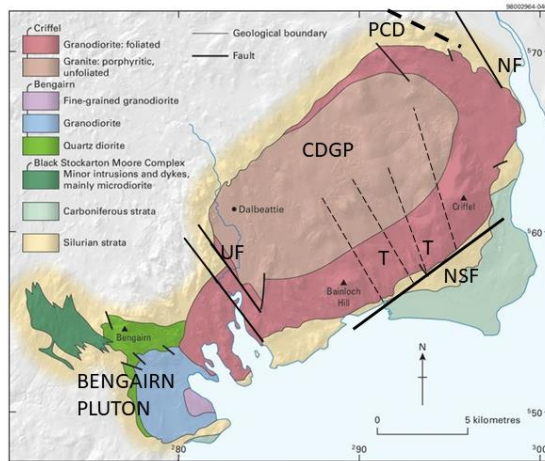 98002964-04
Criffel
Granodiorite: foliated
Granite: porphyritic,
unfoliated
Bengairn
Fine-grained granodiorite
Granodiorite
Quartz diorite
Black Stockarton Moore Complex
Minor intrusions and dykes,
mainly microdiorite
Carboniferous strata
Silurian strata
Geological boundary
Fault
PCD
NF
CDGP
Dalbeattie
Criffel
UF
T
T
NSF
Bainloch
Hill
Bengairn
BENGAIRN
PLUTON
N
0
5 kilometres
570
560
550
280
290
300